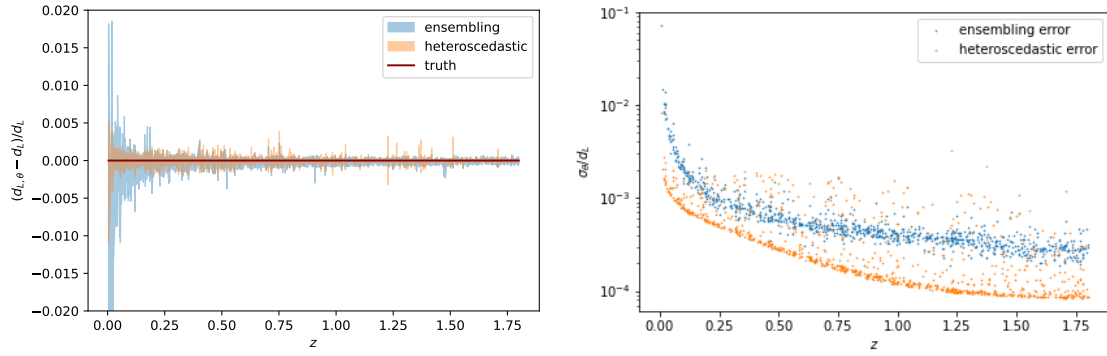 0.020
0.015
0.010
0.005
0.000
−0.005
−0.010
−0.015
−0.020
(d_{L,θ} − d_L)/d_L
ensembling
heteroscedastic
truth
0.00 0.25 0.50 0.75 1.00 1.25 1.50 1.75
z
10⁻¹
10⁻²
10⁻³
10⁻⁴
σ_θ/d_L
ensembling error
heteroscedastic error
0.00 0.25 0.50 0.75 1.00 1.25 1.50 1.75
z